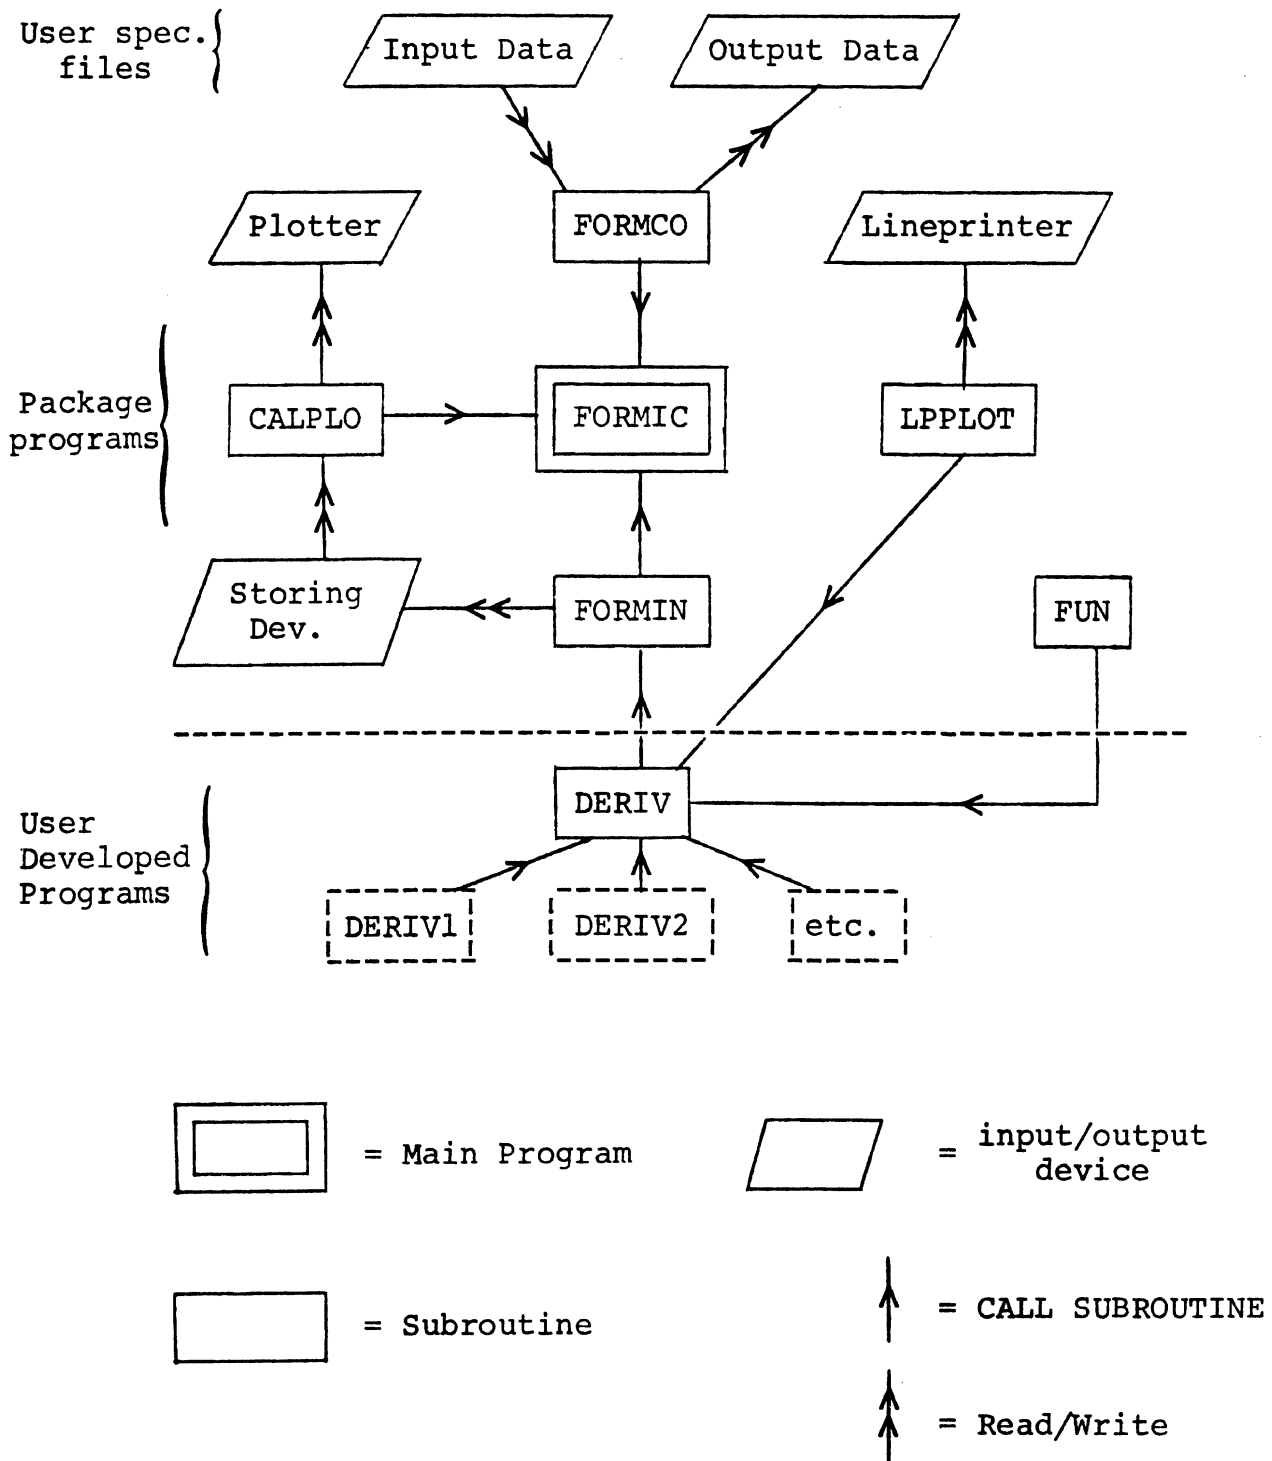 User spec.
files
Input Data
Output Data
Plotter
FORMCO
Lineprinter
Package
programs
CALPLO
FORMIC
LPPLOT
Storing
Dev.
FORMIN
FUN
User
Developed
Programs
DERIV
DERIV1
DERIV2
etc.
= Main Program
= input/output
device
= Subroutine
= CALL SUBROUTINE
= Read/Write